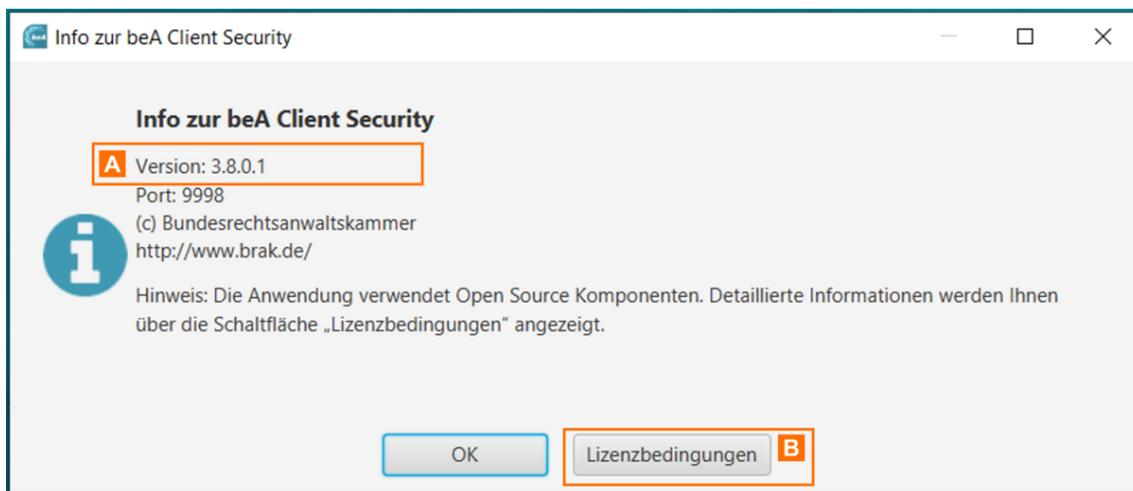 Info zur beA Client Security
Info zur beA Client Security
A Version: 3.8.0.1
Port: 9998
(c) Bundesrechtsanwaltskammer
http://www.brak.de/
Hinweis: Die Anwendung verwendet Open Source Komponenten. Detaillierte Informationen werden Ihnen
über die Schaltfläche „Lizenzbedingungen“ angezeigt.
OK Lizenzbedingungen B